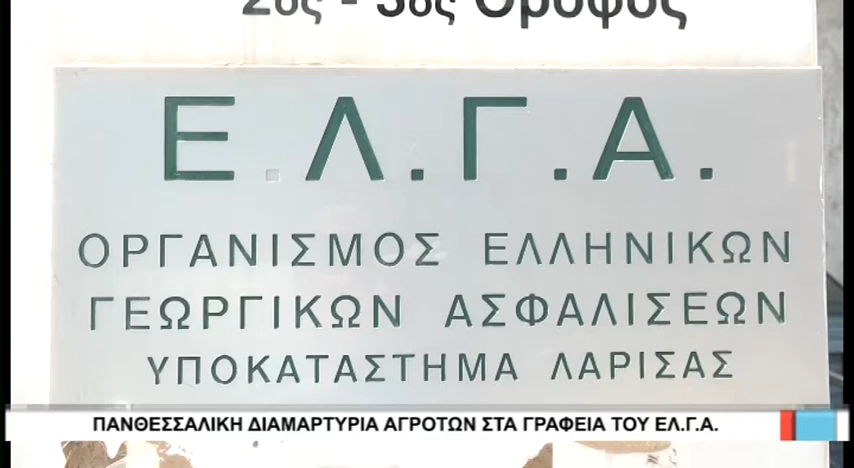 2ος - 3ος Όροφος
Ε.Λ.Γ.Α.
ΟΡΓΑΝΙΣΜΟΣ ΕΛΛΗΝΙΚΩΝ
ΓΕΩΡΓΙΚΩΝ ΑΣΦΑΛΙΣΕΩΝ
ΥΠΟΚΑΤΑΣΤΗΜΑ ΛΑΡΙΣΑΣ
ΠΑΝΘΕΣΣΑΛΙΚΗ ΔΙΑΜΑΡΤΥΡΙΑ ΑΓΡΟΤΩΝ ΣΤΑ ΓΡΑΦΕΙΑ ΤΟΥ ΕΛ.Γ.Α.